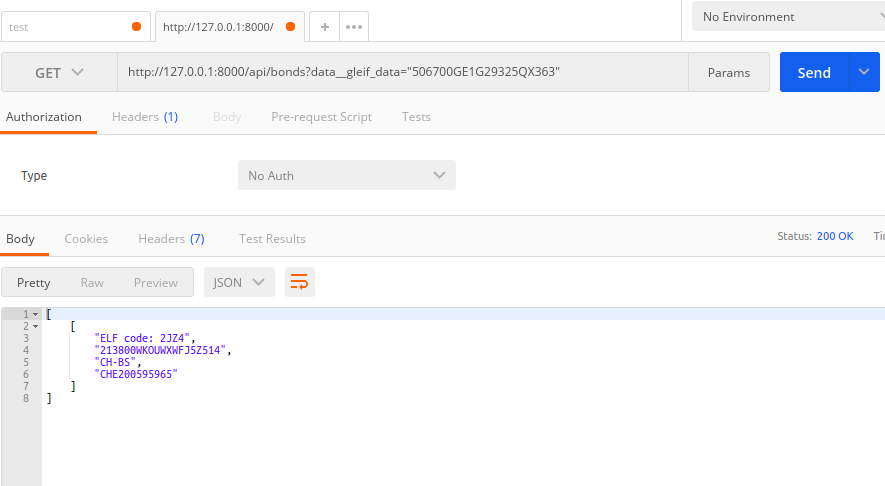 test
http://127.0.0.1:8000/
+
•••
No Environment
GET
http://127.0.0.1:8000/api/bonds?data__gleif_data="506700GE1G29325QX363"
Params
Send
Authorization
Headers (1)
Body
Pre-request Script
Tests
Type
No Auth
Body
Cookies
Headers (7)
Test Results
Status: 200 OK
Pretty
Raw
Preview
JSON
1 [
2 [
3 "ELF code: 2JZ4",
4 "213800WKOUWXWFJ5Z514",
5 "CH-BS",
6 "CHE200595965"
7 ]
8 ]